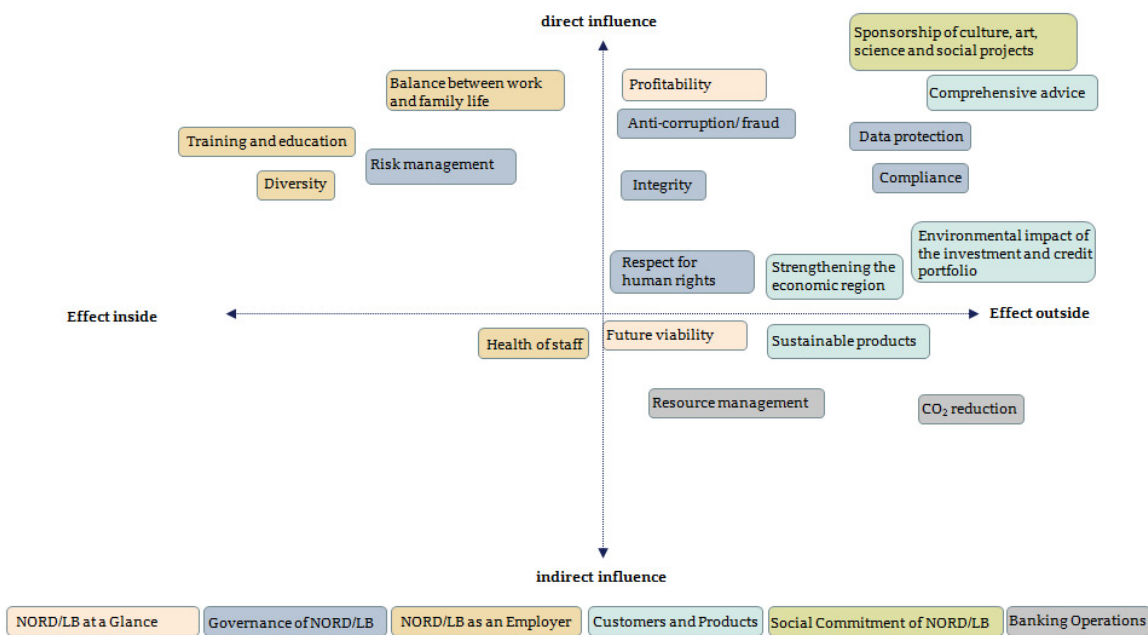 direct influence
Sponsorship of culture, art,
science and social projects
Balance between work
and family life
Profitability
Comprehensive advice
Anti-corruption/ fraud
Data protection
Training and education
Risk management
Diversity
Integrity
Compliance
Environmental impact of
the investment and credit
portfolio
Respect for
human rights
Strengthening the
economic region
Effect inside
Effect outside
Health of staff
Future viability
Sustainable products
Resource management
CO₂ reduction
indirect influence
NORD/LB at a Glance
Governance of NORD/LB
NORD/LB as an Employer
Customers and Products
Social Commitment of NORD/LB
Banking Operations